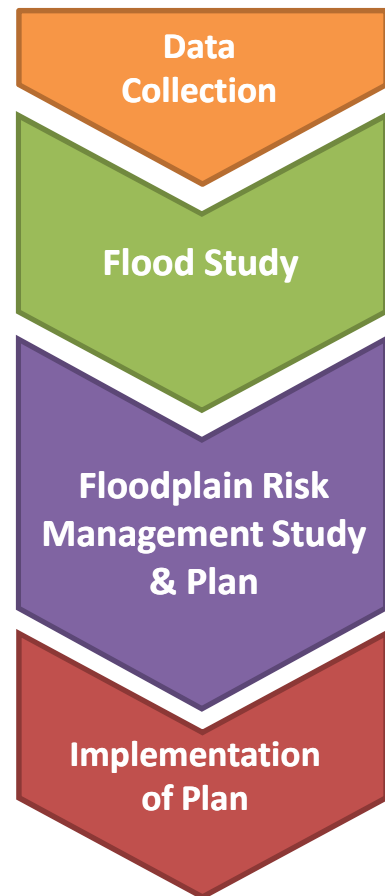 Data
Collection
Flood Study
Floodplain Risk
Management Study
& Plan
Implementation
of Plan